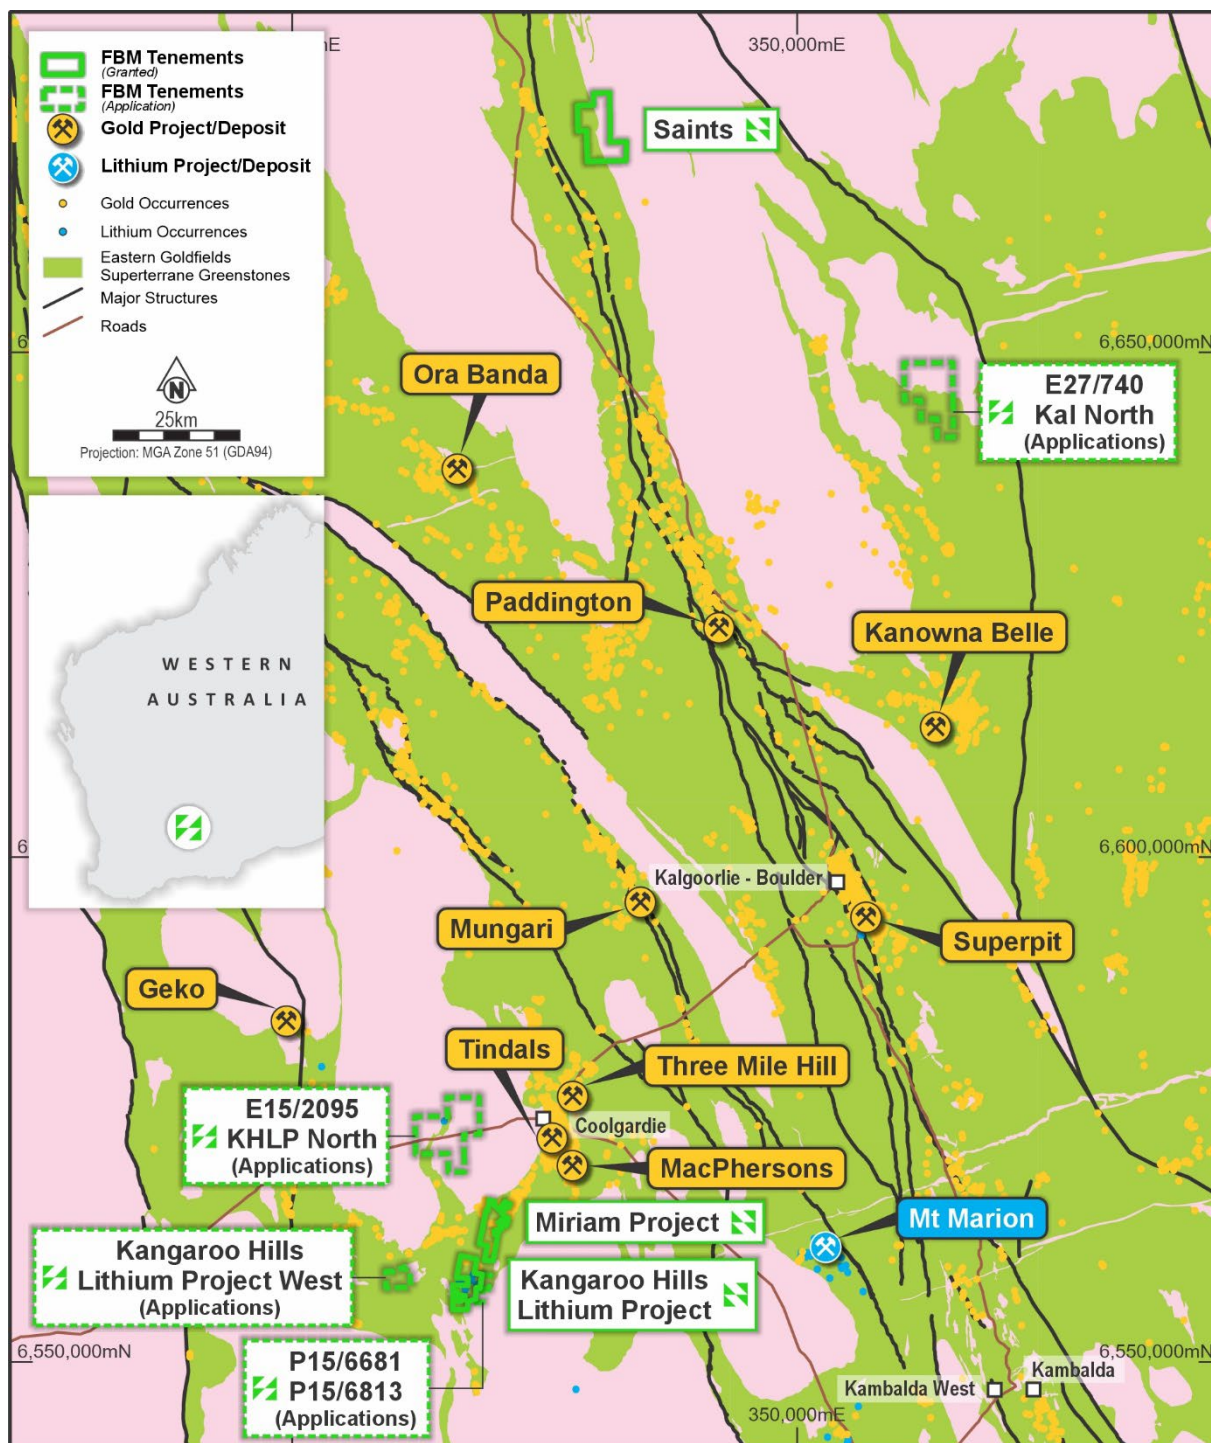 FBM Tenements
(Granted)
FBM Tenements
(Application)
Gold Project/Deposit
Lithium Project/Deposit
Gold Occurrences
Lithium Occurrences
Eastern Goldfields
Superterrane Greenstones
Major Structures
Roads
N
25km
Projection: MGA Zone 51 (GDA94)
mE
350,000mE
Saints
6,650,000mN
6
Ora Banda
E27/740
Kal North
(Applications)
WESTERN
AUSTRALIA
Paddington
Kanowna Belle
6
6,600,000mN
Kalgoorlie - Boulder
Mungari
Superpit
Geko
Tindals
Three Mile Hill
E15/2095
KHLP North
(Applications)
Coolgardie
MacPhersons
Miriam Project
Mt Marion
Kangaroo Hills
Lithium Project West
(Applications)
Kangaroo Hills
Lithium Project
6,550,000mN
6,550,000mN
P15/6681
P15/6813
(Applications)
Kambalda
Kambalda West
350,000mE